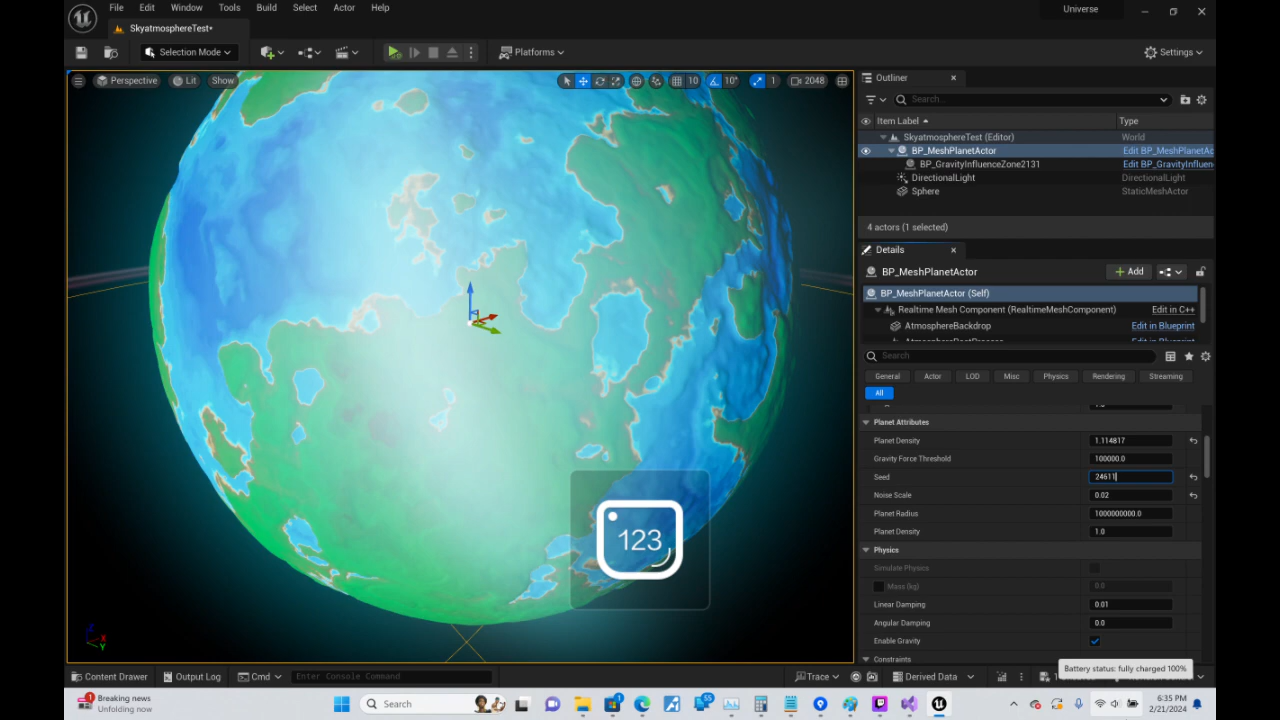 File Edit Window Tools Build Select Actor Help
Universe
SkyatmosphereTest*
Selection Mode
Platforms
Settings
Perspective Lit Show
10 10° 1 2048
Outliner
Search...
Item Label Type
SkyatmosphereTest (Editor) World
BP_MeshPlanetActor Edit BP_MeshPlanetAc
BP_GravityInfluenceZone2131 Edit BP_GravityInfluen
DirectionalLight DirectionalLight
Sphere StaticMeshActor
4 actors (1 selected)
Details
BP_MeshPlanetActor Add
BP_MeshPlanetActor (Self)
Realtime Mesh Component (RealtimeMeshComponent) Edit in C++
AtmosphereBackdrop Edit in Blueprint
Search
General Actor LOD Misc Physics Rendering Streaming
All
Planet Attributes
Planet Density 1.114817
Gravity Force Threshold 100000.0
Seed 24611
Noise Scale 0.02
Planet Radius 1000000000.0
Planet Density 1.0
Physics
Simulate Physics
Mass (kg) 0.0
Linear Damping 0.01
Angular Damping 0.0
Enable Gravity
Constraints
123
Battery status: fully charged 100%
Z X Y
Content Drawer Output Log Cmd Enter Console Command
Trace Derived Data
1 Breaking news
Unfolding now
Search
55
6:35 PM
2/21/2024